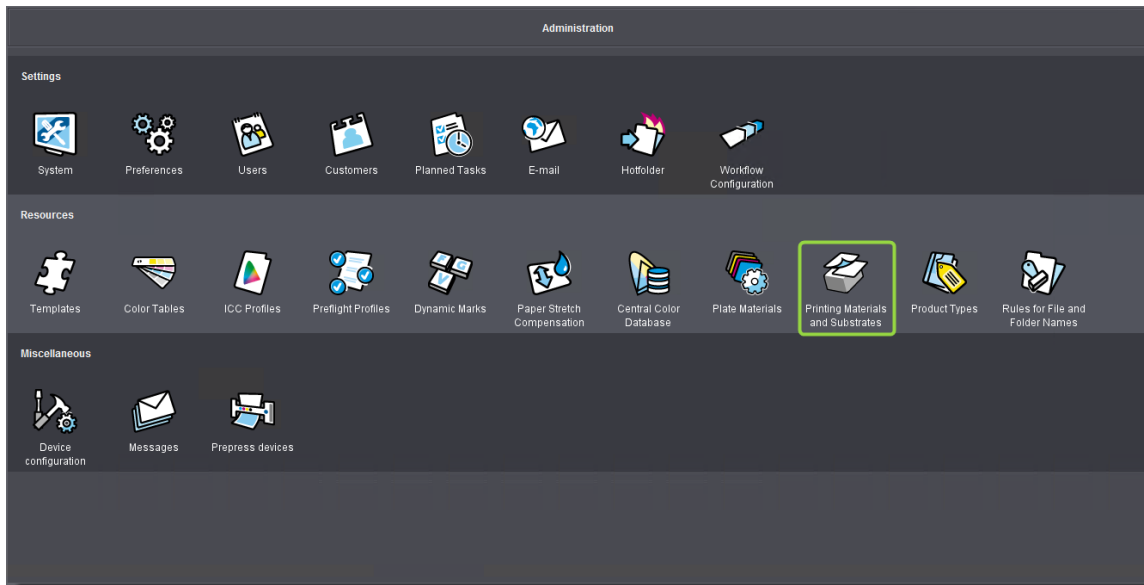 Administration
Settings
System
Preferences
Users
Customers
Planned Tasks
E-mail
Hotfolder
Workflow
Configuration
Resources
Templates
Color Tables
ICC Profiles
Preflight Profiles
Dynamic Marks
Paper Stretch
Compensation
Central Color
Database
Plate Materials
Printing Materials
and Substrates
Product Types
Rules for File and
Folder Names
Miscellaneous
Device
configuration
Messages
Prepress devices